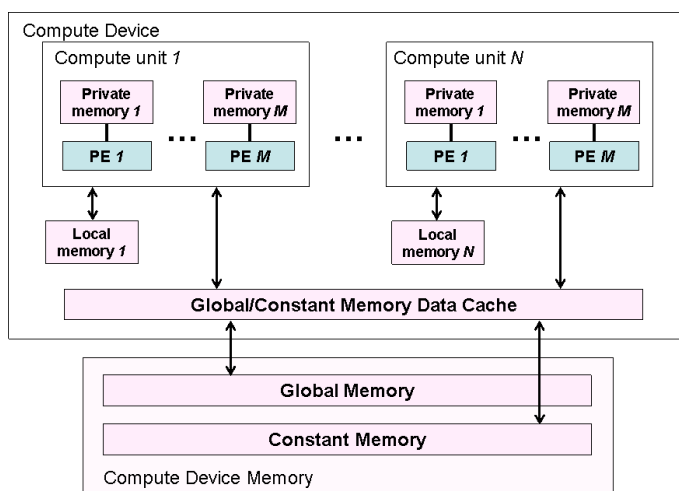 Compute Device
Compute unit 1
Compute unit N
Private
memory 1
Private
memory M
Private
memory 1
Private
memory M
PE 1
PE M
PE 1
PE M
Local
memory 1
Local
memory N
Global/Constant Memory Data Cache
Global Memory
Constant Memory
Compute Device Memory